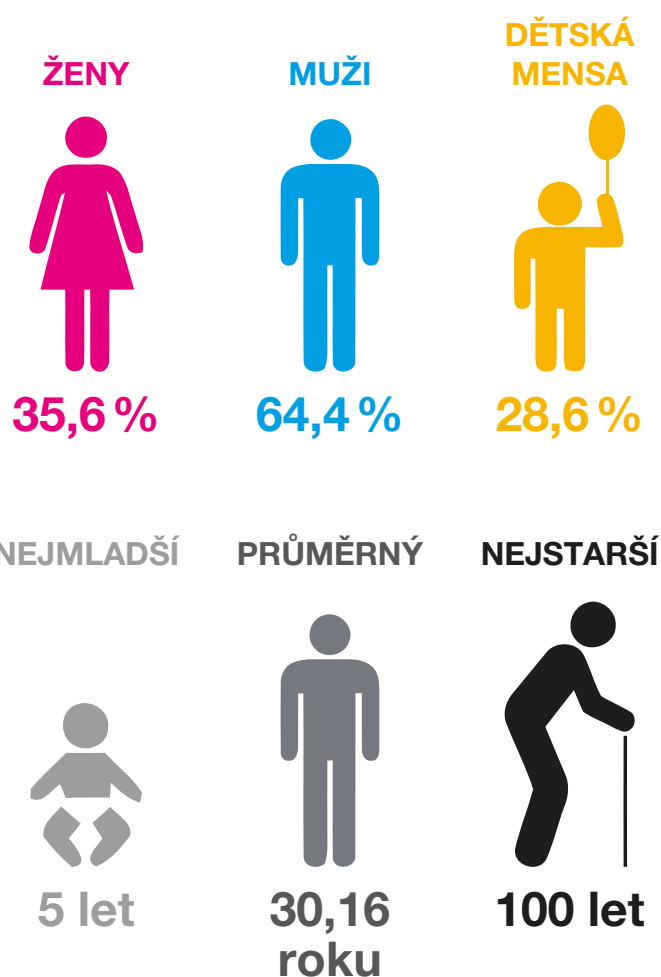 ŽENY
MUŽI
DĚTSKÁ
MENSA
35,6 %
64,4 %
28,6 %
NEJMLADŠÍ
PRŮMĚRNÝ
NEJSTARŠÍ
5 let
30,16
roku
100 let